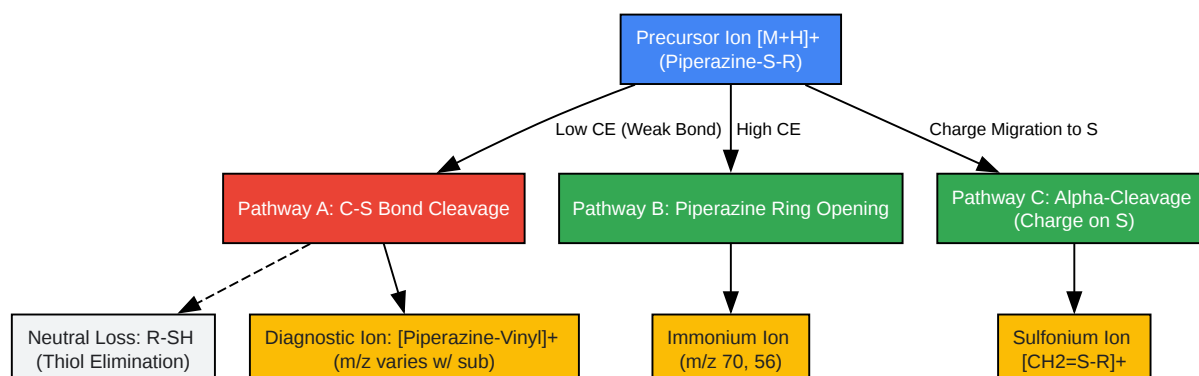 Precursor Ion [M+H]+
(Piperazine-S-R)
Low CE (Weak Bond)
High CE
Charge Migration to S
Pathway A: C-S Bond Cleavage
Pathway B: Piperazine Ring Opening
Pathway C: Alpha-Cleavage
(Charge on S)
Neutral Loss: R-SH
(Thiol Elimination)
Diagnostic Ion: [Piperazine-Vinyl]+
(m/z varies w/ sub)
Immonium Ion
(m/z 70, 56)
Sulfonium Ion
[CH2=S-R]+